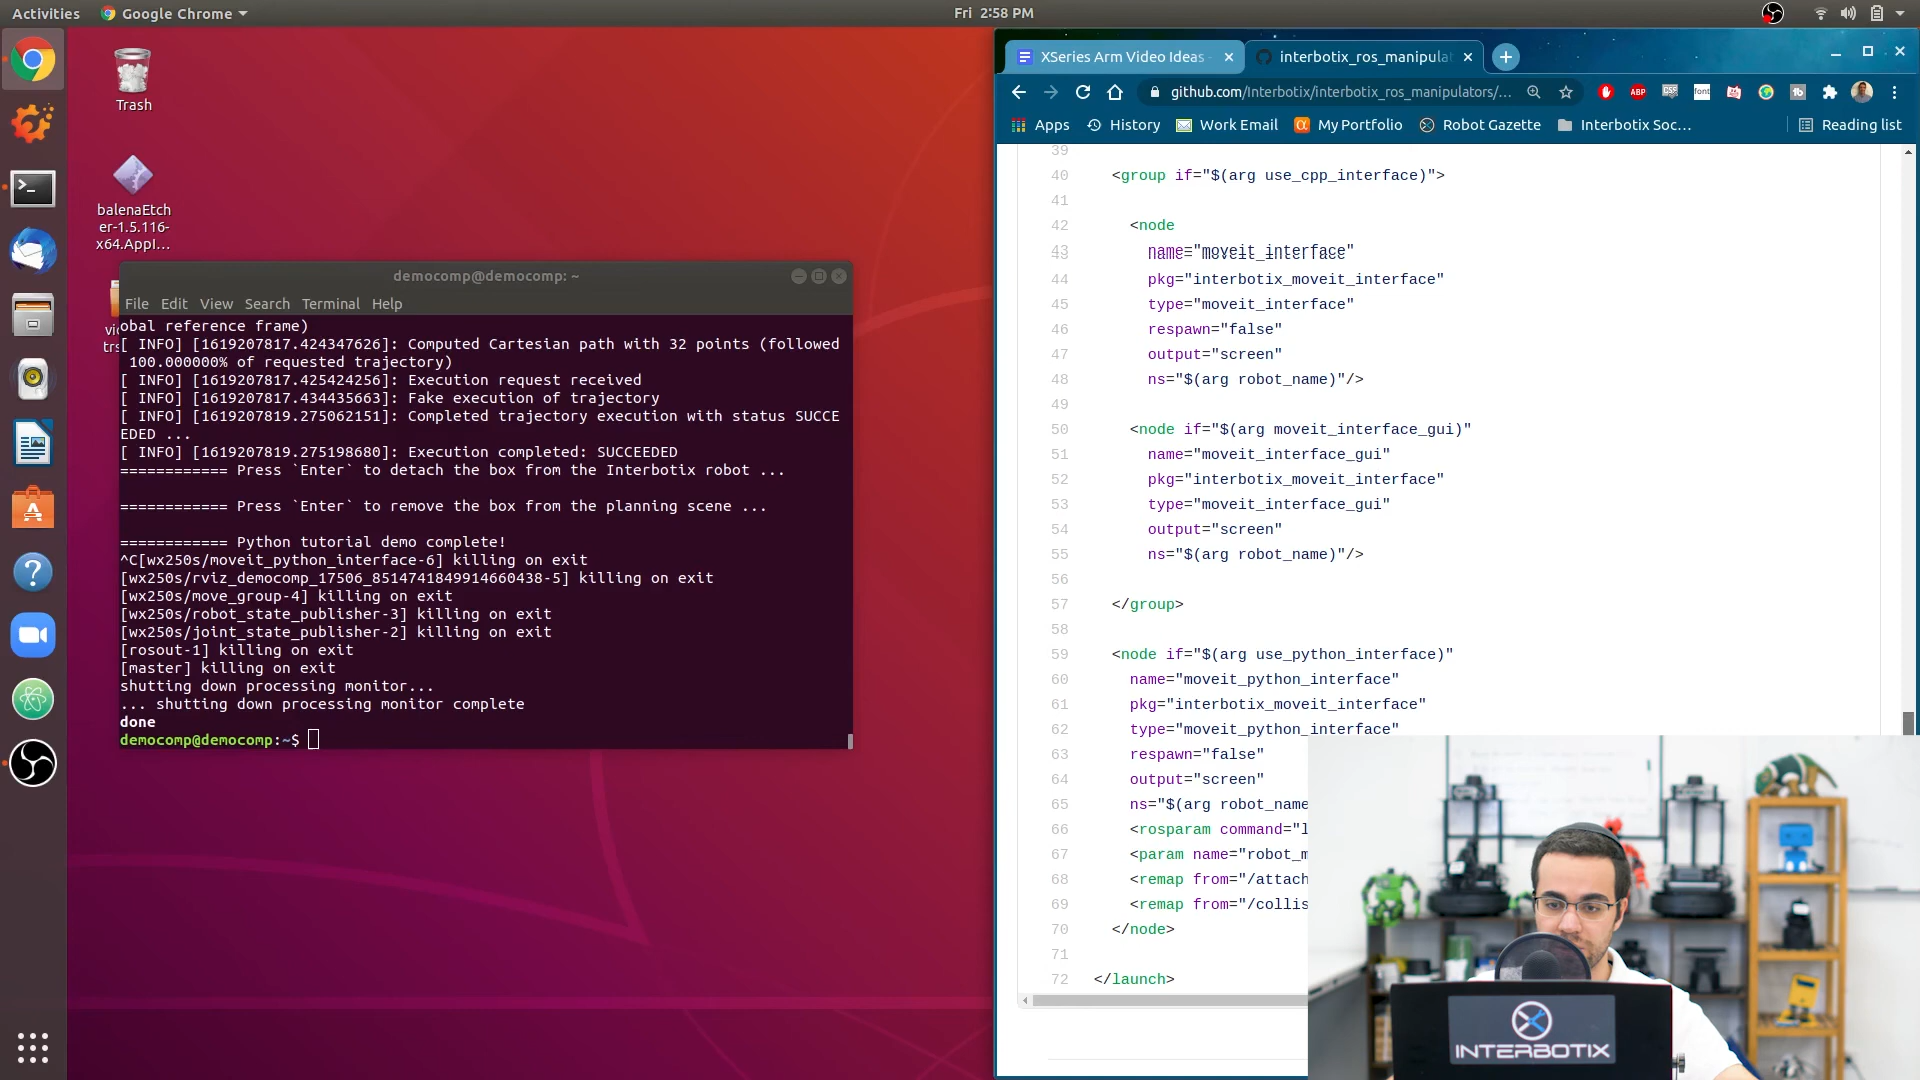 Activities
Google Chrome
Fri 2:58 PM
Trash
balenaEtch
er-1.5.116-
x64.AppI...
democomp@democomp: ~
File Edit View Search Terminal Help
obal reference frame)
[ INFO] [1619207817.424347626]: Computed Cartesian path with 32 points (followed
100.000000% of requested trajectory)
[ INFO] [1619207817.425424256]: Execution request received
[ INFO] [1619207817.434435663]: Fake execution of trajectory
[ INFO] [1619207819.275062151]: Completed trajectory execution with status SUCCE
EDED ...
[ INFO] [1619207819.275198680]: Execution completed: SUCCEEDED
============ Press `Enter` to detach the box from the Interbotix robot ...
============ Press `Enter` to remove the box from the planning scene ...
============ Python tutorial demo complete!
^C[wx250s/moveit_python_interface-6] killing on exit
[wx250s/rviz_democomp_17506_8514741849914660438-5] killing on exit
[wx250s/move_group-4] killing on exit
[wx250s/robot_state_publisher-3] killing on exit
[wx250s/joint_state_publisher-2] killing on exit
[rosout-1] killing on exit
[master] killing on exit
shutting down processing monitor...
... shutting down processing monitor complete
done
democomp@democomp:~$
XSeries Arm Video Ideas -
interbotix_ros_manipulat
github.com/Interbotix/interbotix_ros_manipulators/...
ABP
CSS
font
Apps
History
Work Email
My Portfolio
Robot Gazette
Interbotix Soc...
Reading list
39
40 <group if="$(arg use_cpp_interface)">
41
42 <node
43 name="moveit_interface"
44 pkg="interbotix_moveit_interface"
45 type="moveit_interface"
46 respawn="false"
47 output="screen"
48 ns="$(arg robot_name)"/>
49
50 <node if="$(arg moveit_interface_gui)"
51 name="moveit_interface_gui"
52 pkg="interbotix_moveit_interface"
53 type="moveit_interface_gui"
54 output="screen"
55 ns="$(arg robot_name)"/>
56
57 </group>
58
59 <node if="$(arg use_python_interface)"
60 name="moveit_python_interface"
61 pkg="interbotix_moveit_interface"
62 type="moveit_python_interface"
63 respawn="false"
64 output="screen"
65 ns="$(arg robot_name
66 <rosparam command="l
67 <param name="robot_m
68 <remap from="/attach
69 <remap from="/collis
70 </node>
71
72 </launch>
INTERBOTIX